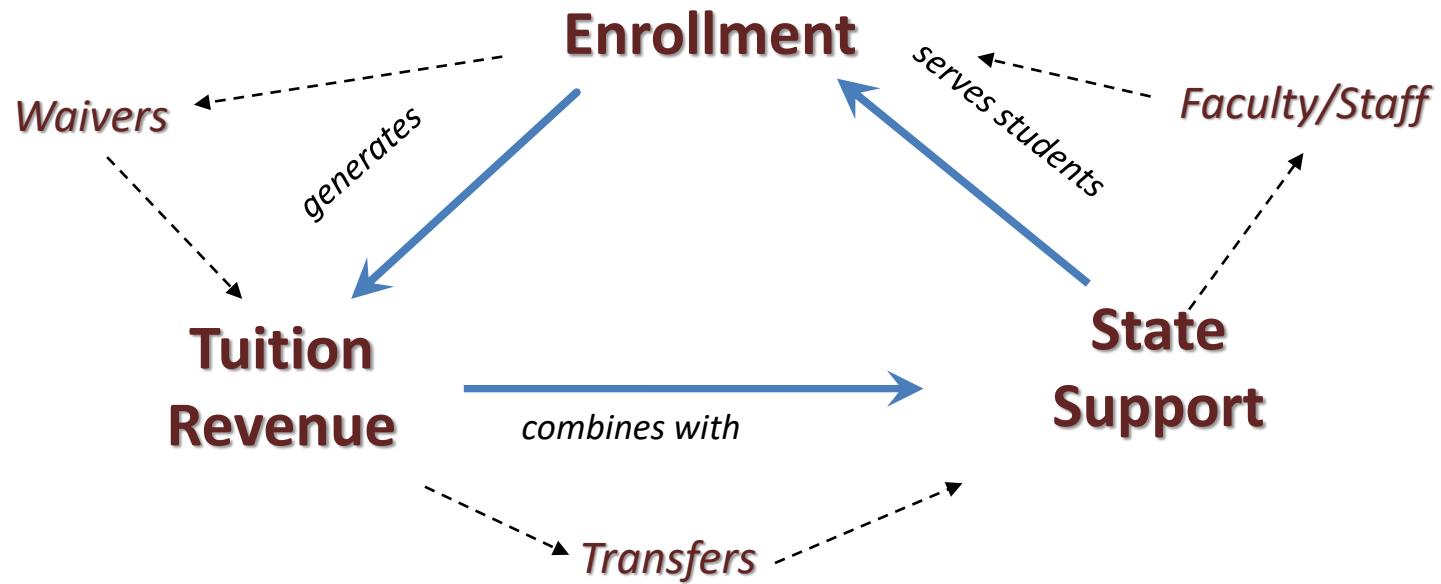 Enrollment
serves students
Waivers
Faculty/Staff
generates
Tuition
Revenue
State
Support
combines with
Transfers